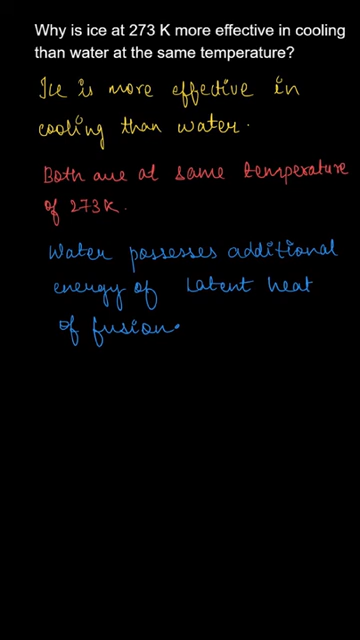 Why is ice at 273 K more effective in cooling
than water at the same temperature?
Ice is more effective in
cooling than water.
Both are at same temperature
of 273K.
Water possesses additional
energy of Latent heat
of fusion.